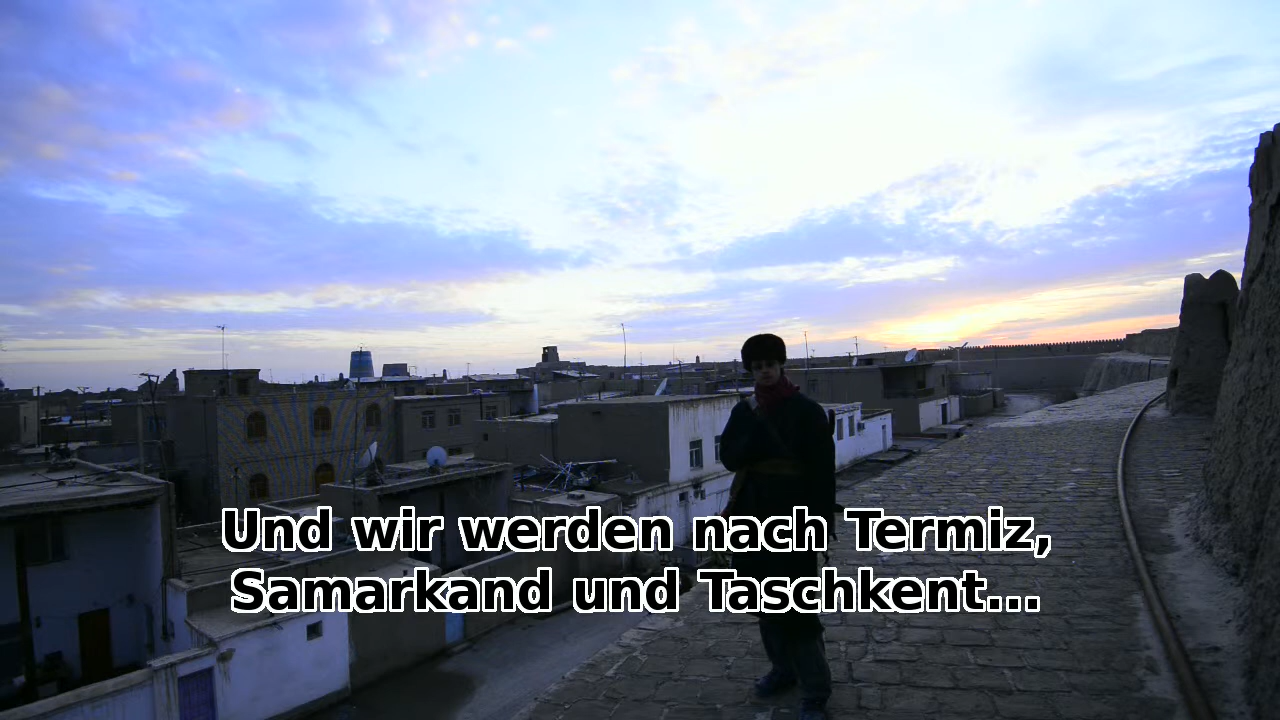 Und wir werden nach Termiz,
Samarkand und Taschkent...